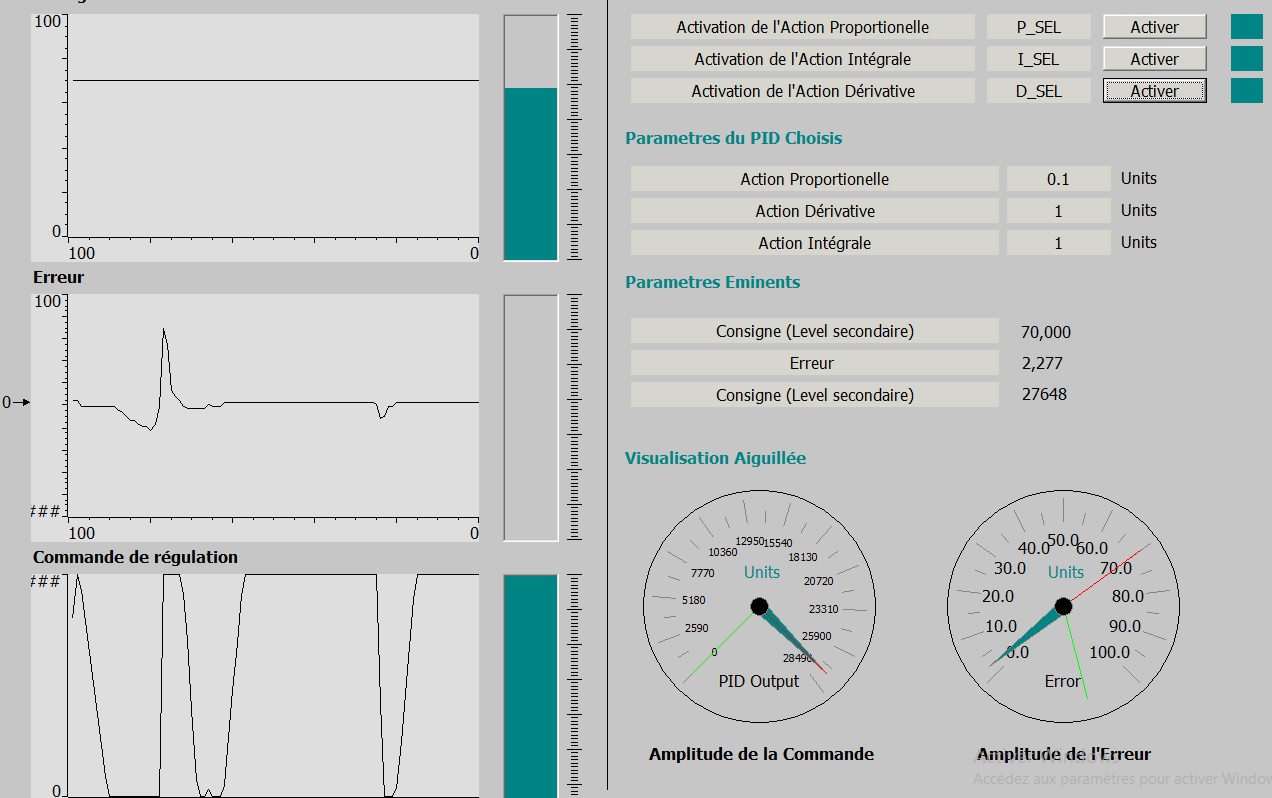 100
0
100 0
Erreur
100
0
###
100 0
Commande de régulation
###
0
Activation de l'Action Proportionelle P_SEL Activer
Activation de l'Action Intégrale I_SEL Activer
Activation de l'Action Dérivative D_SEL Activer
Parametres du PID Choisis
Action Proportionelle 0.1 Units
Action Dérivative 1 Units
Action Intégrale 1 Units
Parametres Eminents
Consigne (Level secondaire) 70,000
Erreur 2,277
Consigne (Level secondaire) 27648
Visualisation Aiguillée
0
2590
5180
7770
10360
12950
15540
18130
20720
23310
25900
28490
Units
PID Output
Amplitude de la Commande
0.0
10.0
20.0
30.0
40.0
50.0
60.0
70.0
80.0
90.0
100.0
Units
Error
Amplitude de l'Erreur
Activer Windows
Accédez aux paramètres pour activer Window